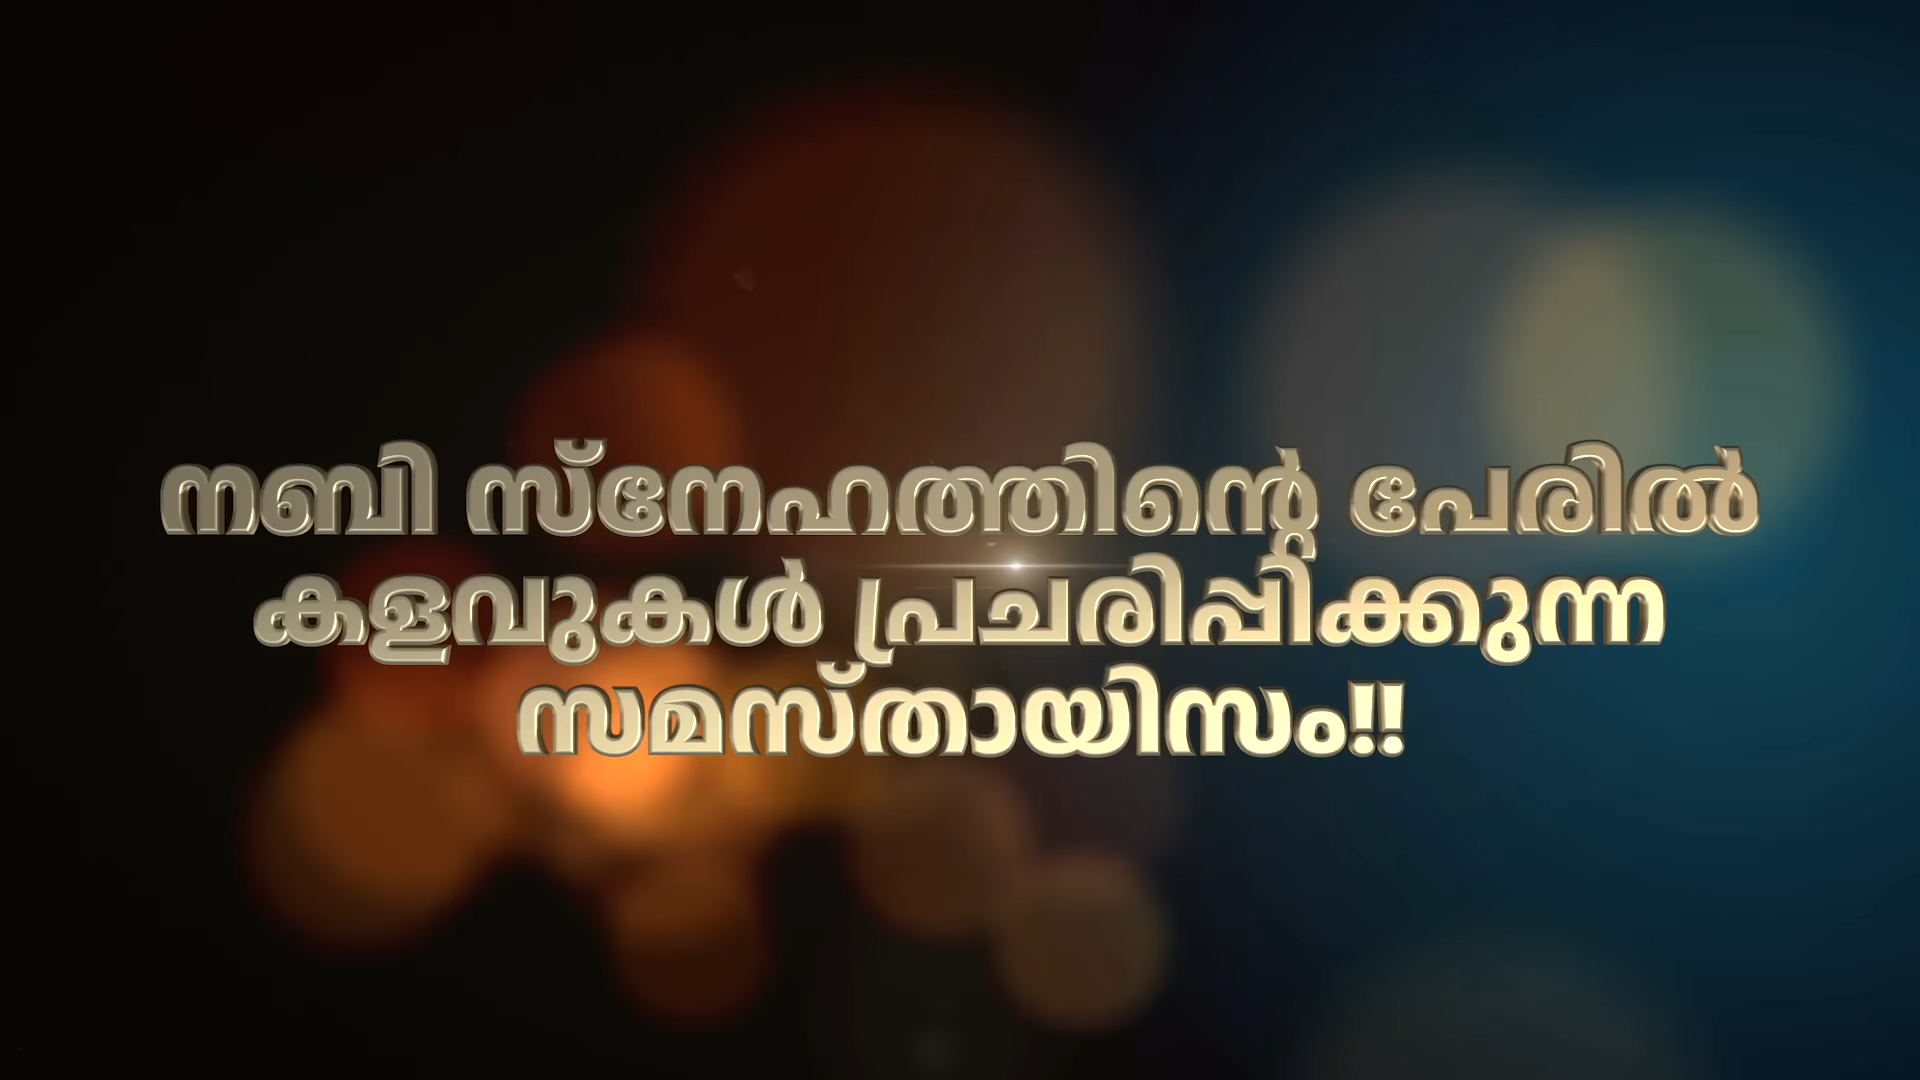 നബി സ്നേഹത്തിന്റെ പേരിൽ
കളവുകൾ പ്രചരിപ്പിക്കുന്ന
സമസ്തായിസം!!